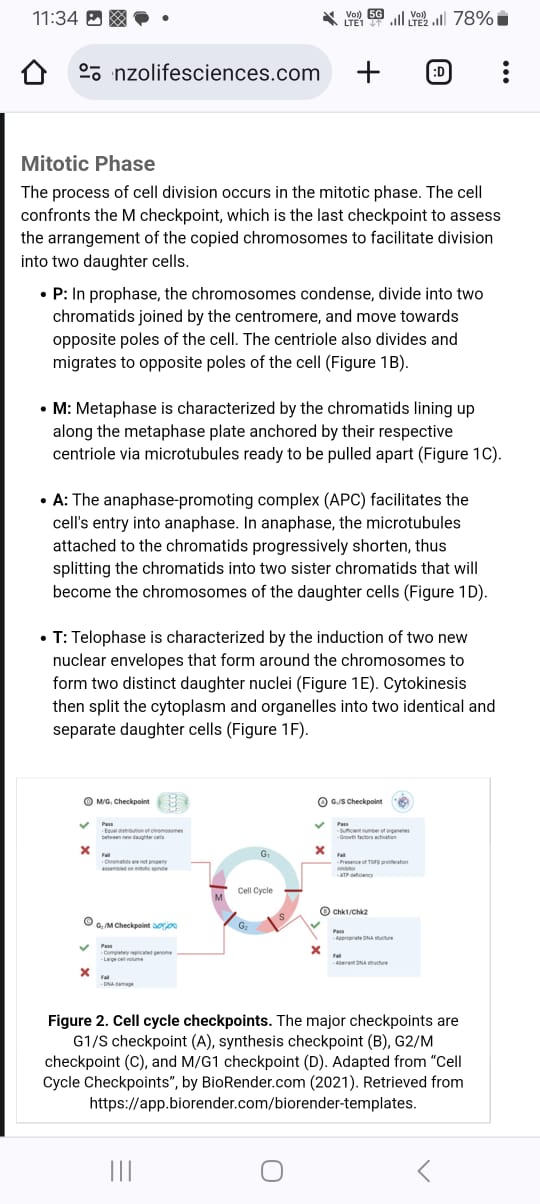 11:34
Vo)) LTE1 5G Vo)) LTE2 78%
nzolifesciences.com
:D
Mitotic Phase
The process of cell division occurs in the mitotic phase. The cell
confronts the M checkpoint, which is the last checkpoint to assess
the arrangement of the copied chromosomes to facilitate division
into two daughter cells.
• P: In prophase, the chromosomes condense, divide into two
chromatids joined by the centromere, and move towards
opposite poles of the cell. The centriole also divides and
migrates to opposite poles of the cell (Figure 1B).
• M: Metaphase is characterized by the chromatids lining up
along the metaphase plate anchored by their respective
centriole via microtubules ready to be pulled apart (Figure 1C).
• A: The anaphase-promoting complex (APC) facilitates the
cell's entry into anaphase. In anaphase, the microtubules
attached to the chromatids progressively shorten, thus
splitting the chromatids into two sister chromatids that will
become the chromosomes of the daughter cells (Figure 1D).
• T: Telophase is characterized by the induction of two new
nuclear envelopes that form around the chromosomes to
form two distinct daughter nuclei (Figure 1E). Cytokinesis
then split the cytoplasm and organelles into two identical and
separate daughter cells (Figure 1F).
D M/G₁ Checkpoint
Pass
- Equal distribution of chromosomes
between new daughter cells
Fail
- Chromatids are not properly
assembled on mitotic spindle
A G₁/S Checkpoint
Pass
- Sufficient number of organelles
- Growth factors activation
Fail
- Presence of TGFβ proliferation
inhibitor
- ATP deficiency
G₁
Cell Cycle
M
S
G₂
C G₂/M Checkpoint
Pass
- Completely replicated genome
- Large cell volume
Fail
- DNA damage
B Chk1/Chk2
Pass
- Appropriate DNA stucture
Fail
- Aberrant DNA structure
Figure 2. Cell cycle checkpoints. The major checkpoints are
G1/S checkpoint (A), synthesis checkpoint (B), G2/M
checkpoint (C), and M/G1 checkpoint (D). Adapted from “Cell
Cycle Checkpoints”, by BioRender.com (2021). Retrieved from
https://app.biorender.com/biorender-templates.